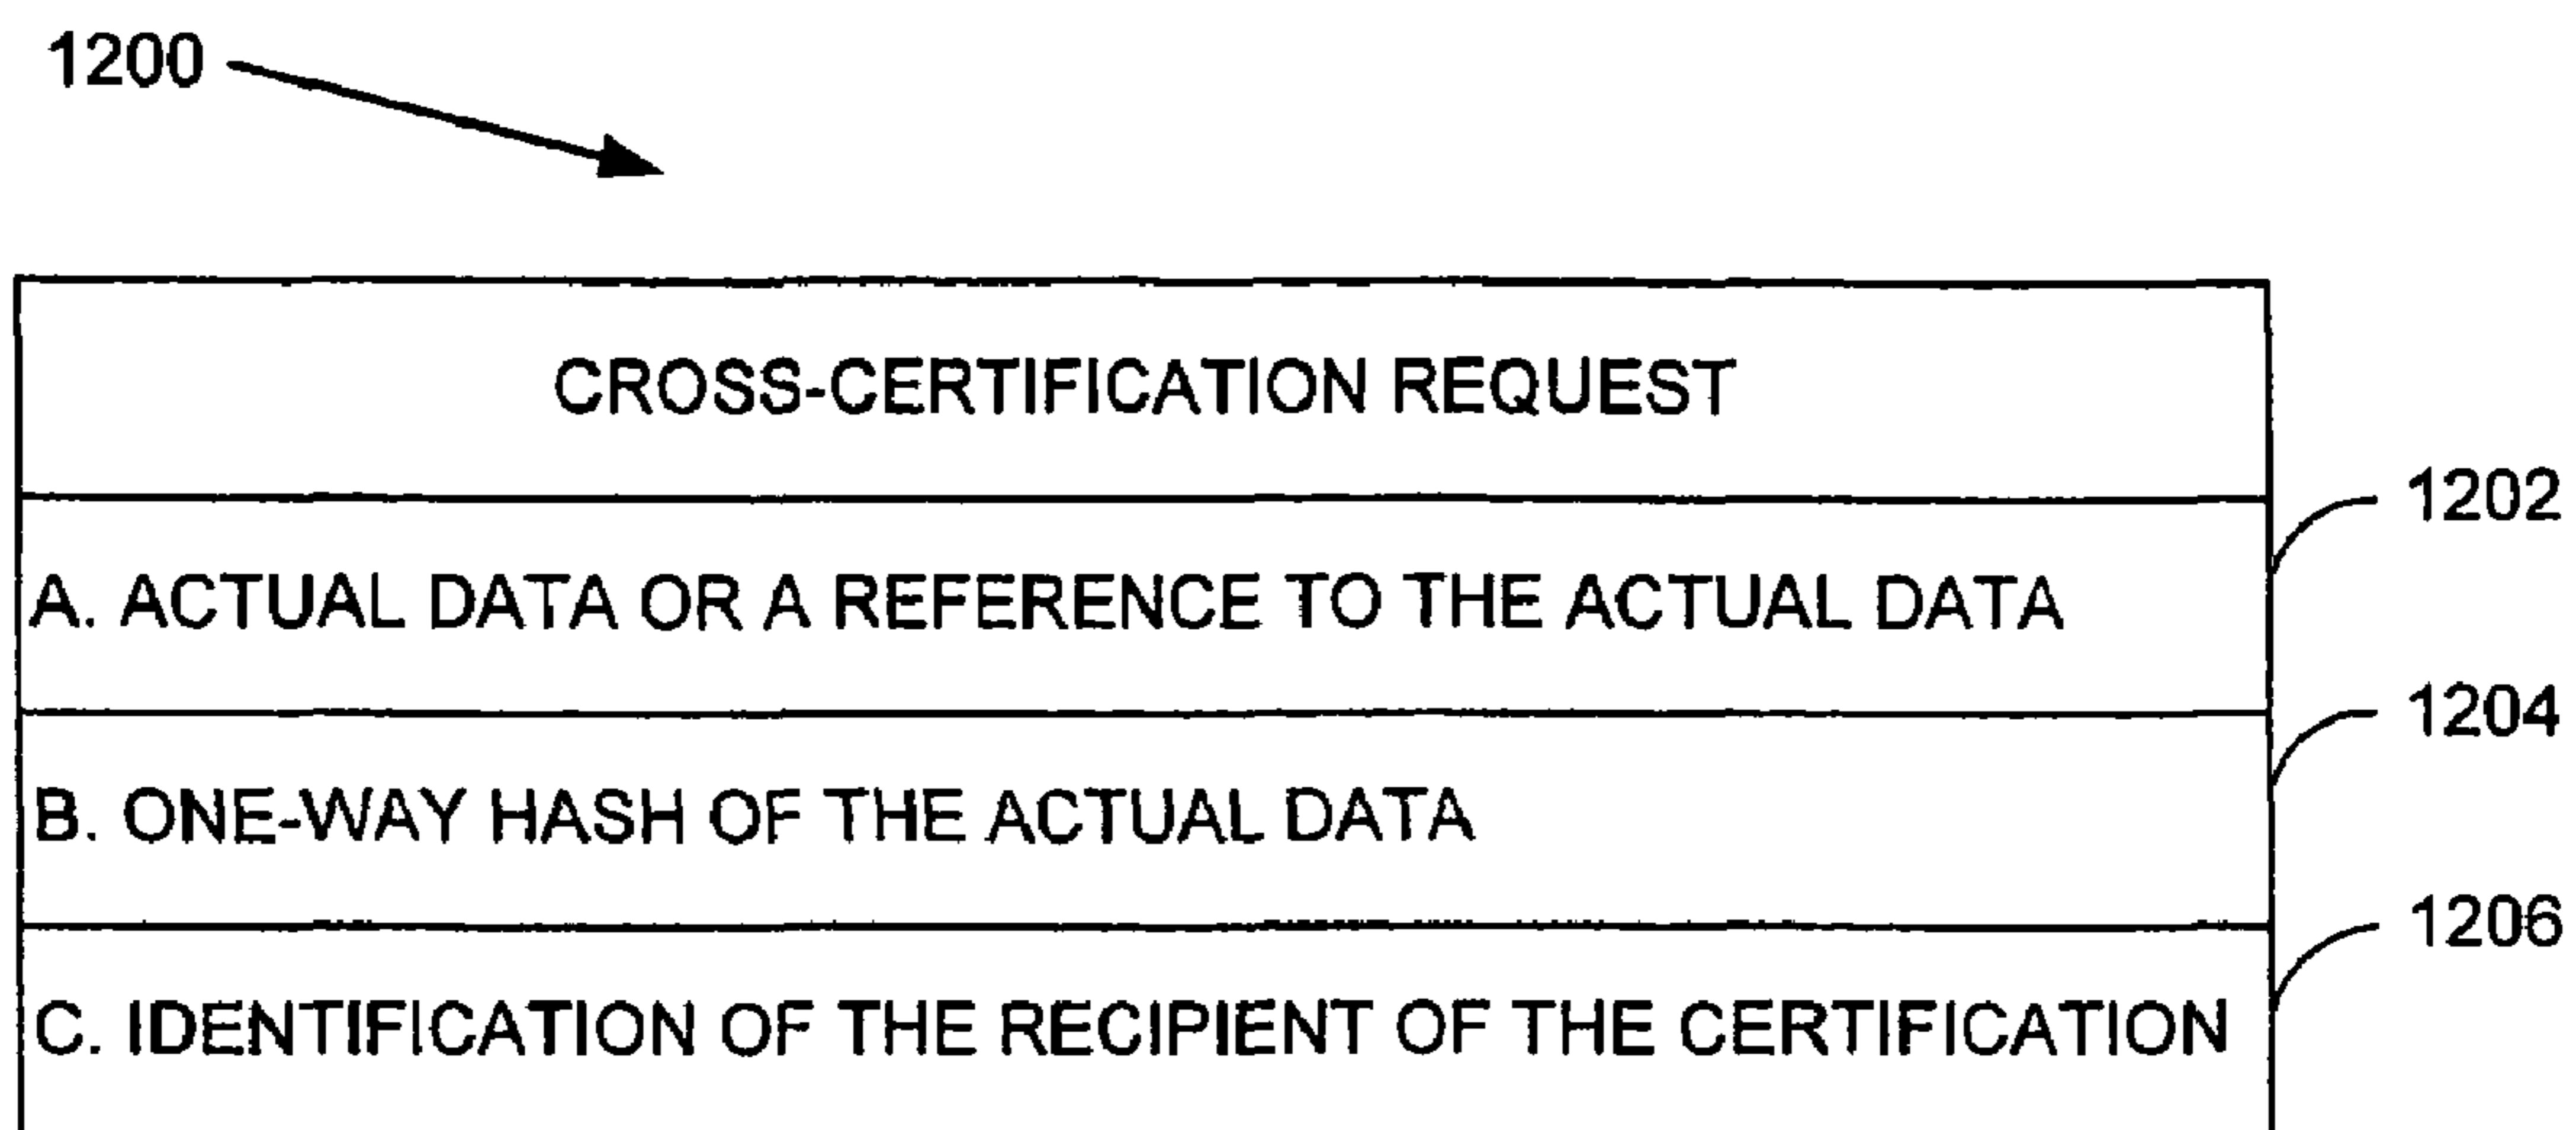 1200
CROSS-CERTIFICATION REQUEST
1202
A. ACTUAL DATA OR A REFERENCE TO THE ACTUAL DATA
1204
B. ONE-WAY HASH OF THE ACTUAL DATA
1206
C. IDENTIFICATION OF THE RECIPIENT OF THE CERTIFICATION